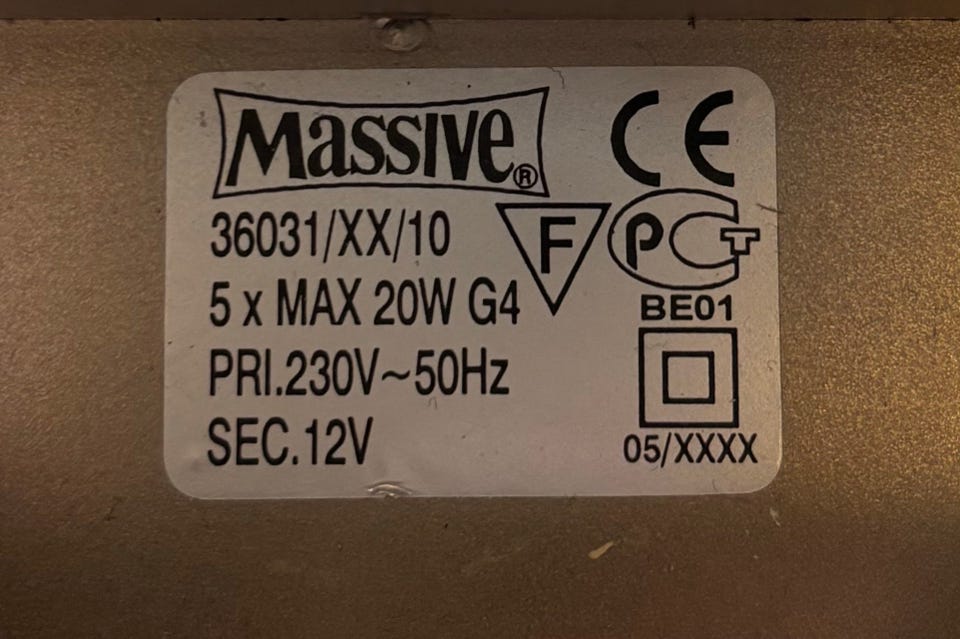 Massive®
CE
36031/XX/10
F
PCT
5 x MAX 20W G4
BE01
PRI.230V~50Hz
SEC.12V
05/XXXX